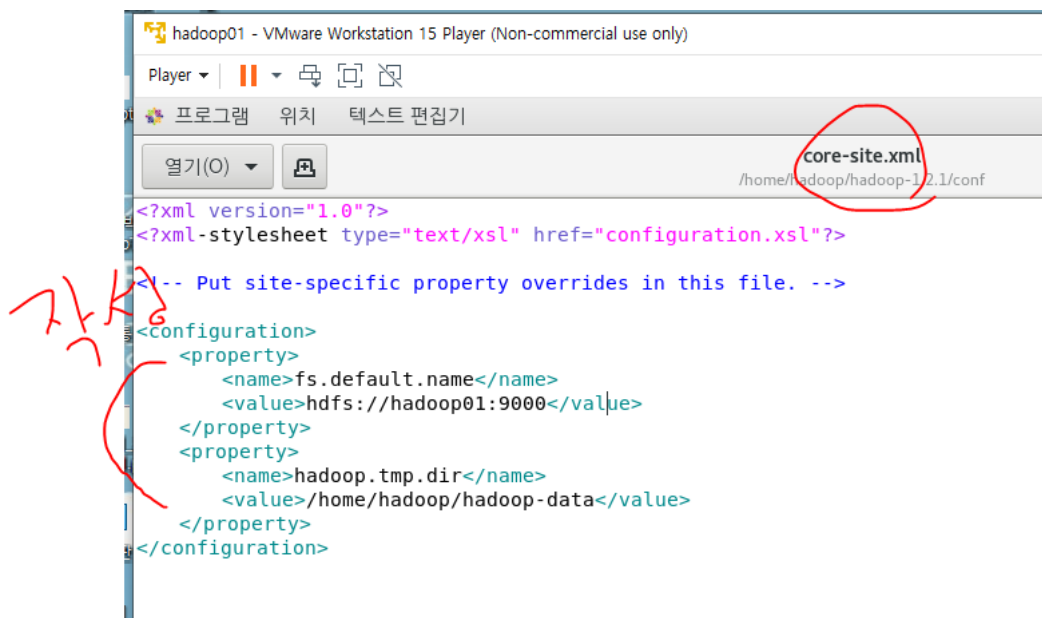 hadoop01 - VMware Workstation 15 Player (Non-commercial use only)
Player
프로그램 위치 텍스트 편집기
열기(O)
core-site.xml
/home/hadoop/hadoop-1.2.1/conf
<?xml version="1.0"?>
<?xml-stylesheet type="text/xsl" href="configuration.xsl"?>
<!-- Put site-specific property overrides in this file. -->
작성
<configuration>
<property>
<name>fs.default.name</name>
<value>hdfs://hadoop01:9000</value>
</property>
<property>
<name>hadoop.tmp.dir</name>
<value>/home/hadoop/hadoop-data</value>
</property>
</configuration>